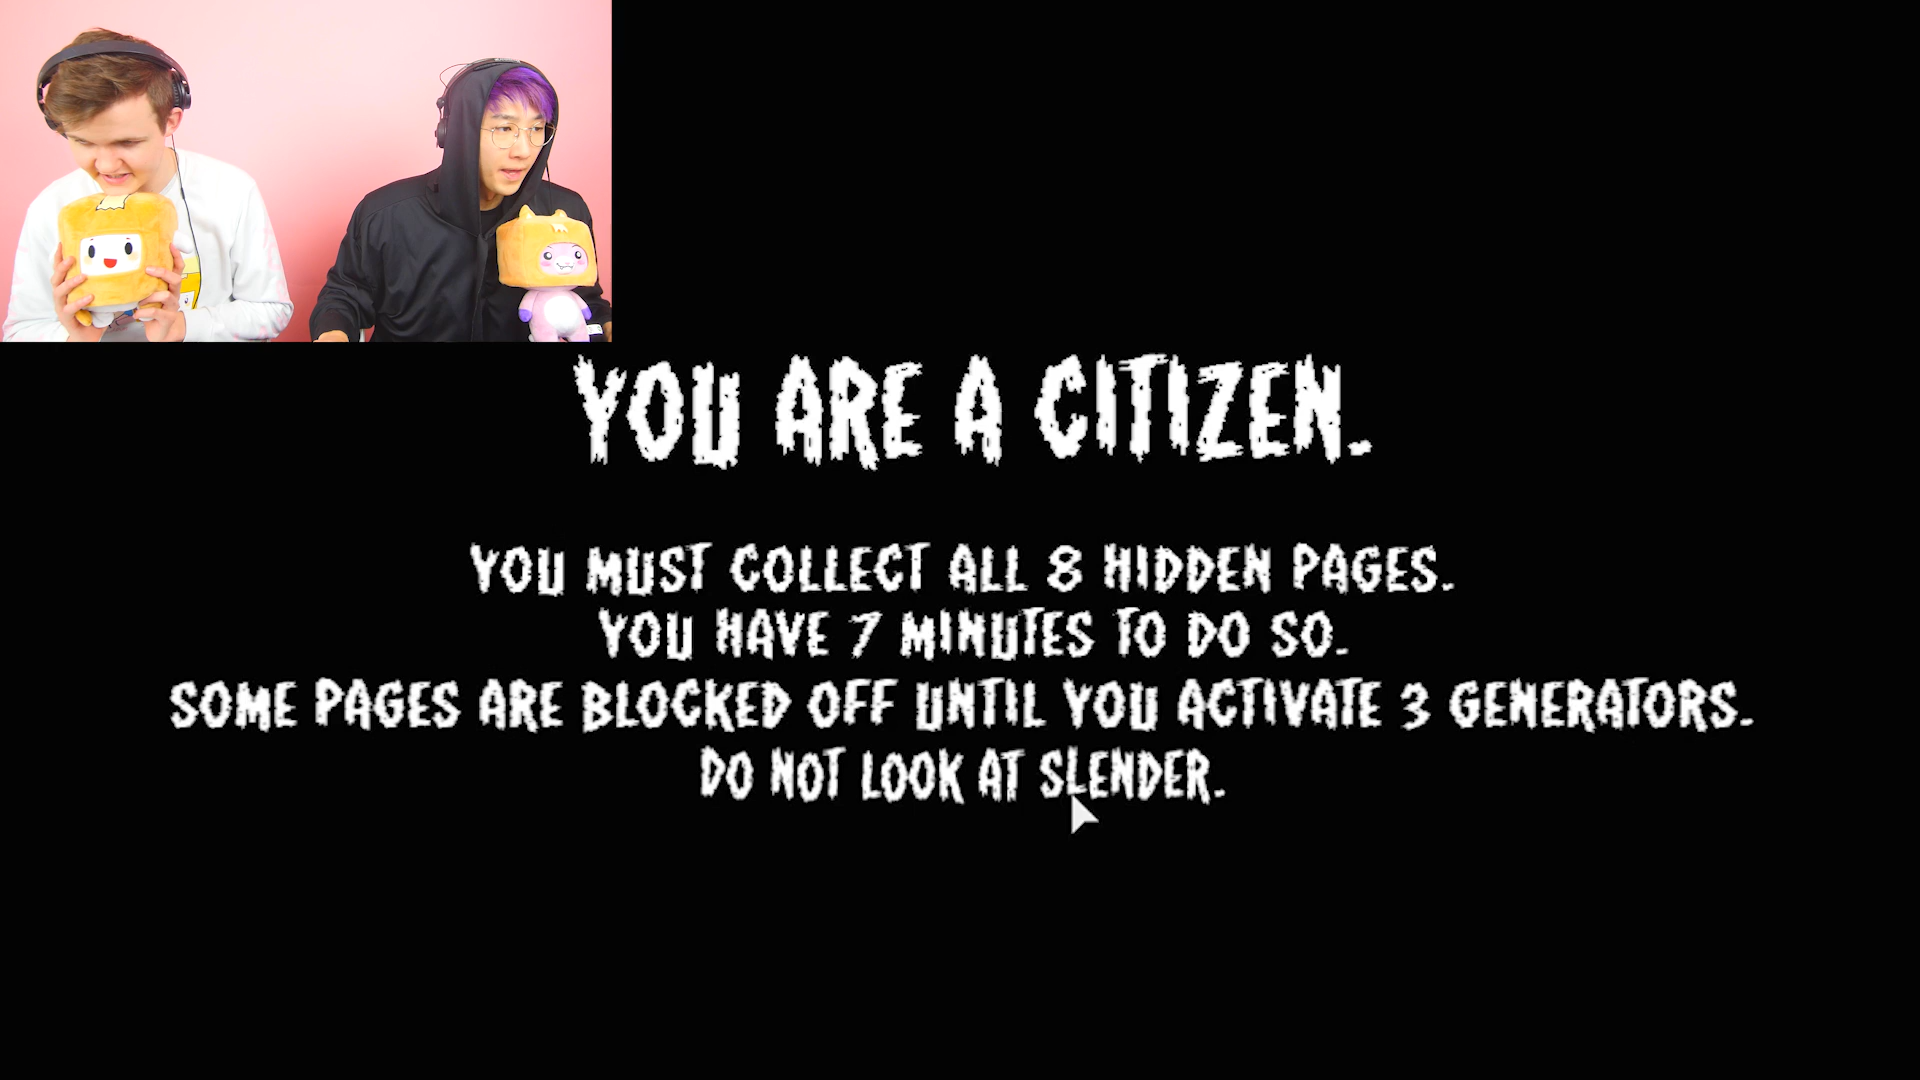 YOU ARE A CITIZEN.
YOU MUST COLLECT ALL 8 HIDDEN PAGES.
YOU HAVE 7 MINUTES TO DO SO.
SOME PAGES ARE BLOCKED OFF UNTIL YOU ACTIVATE 3 GENERATORS.
DO NOT LOOK AT SLENDER.